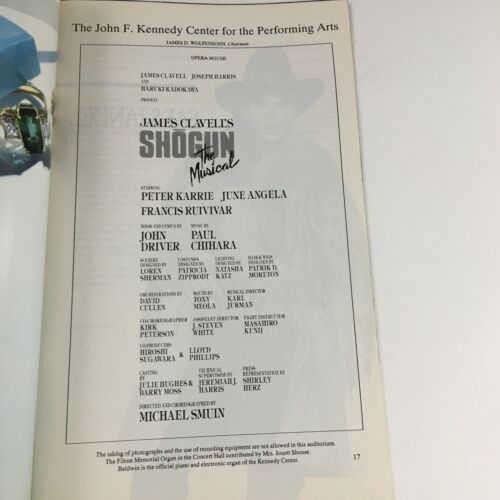 The John F. Kennedy Center for the Performing Arts
JAMES D. WOLFENSOHN, Chairman
OPERA HOUSE
JAMES CLAVELL JOSEPH HARRIS
AND
HARUKI KADOKAWA
PRESENT
JAMES CLAVELL'S
SHŌGUN
The
Musical
STARRING
PETER KARRIE JUNE ANGELA
FRANCIS RUIVIVAR
BOOK AND LYRICS BY MUSIC BY
JOHN PAUL
DRIVER CHIHARA
SCENERY COSTUMES LIGHTING HAIR & WIGS
DESIGNED BY DESIGNED BY DESIGNED BY DESIGNED BY
LOREN PATRICIA NATASHA PATRIK D.
SHERMAN ZIPPRODT KATZ MORETON
ORCHESTRATIONS BY SOUND BY MUSICAL DIRECTOR
DAVID TONY KARL
CULLEN MEOLA JURMAN
CO-CHOREOGRAPHER ASSISTANT DIRECTOR FIGHT INSTRUCTOR
KIRK J. STEVEN MASAHIRO
PETERSON WHITE KUNII
CO-PRODUCERS
HIROSHI LLOYD
SUGAWARA & PHILLIPS
CASTING TECHNICAL PRESS
BY SUPERVISION BY REPRESENTATION BY
JULIE HUGHES & JEREMIAH J. SHIRLEY
BARRY MOSS HARRIS HERZ
DIRECTED AND CHOREOGRAPHED BY
MICHAEL SMUIN
The taking of photographs and the use of recording equipment are not allowed in this auditorium.
The Filene Memorial Organ in the Concert Hall contributed by Mrs. Jouett Shouse.
Baldwin is the official piano and electronic organ of the Kennedy Center.
17